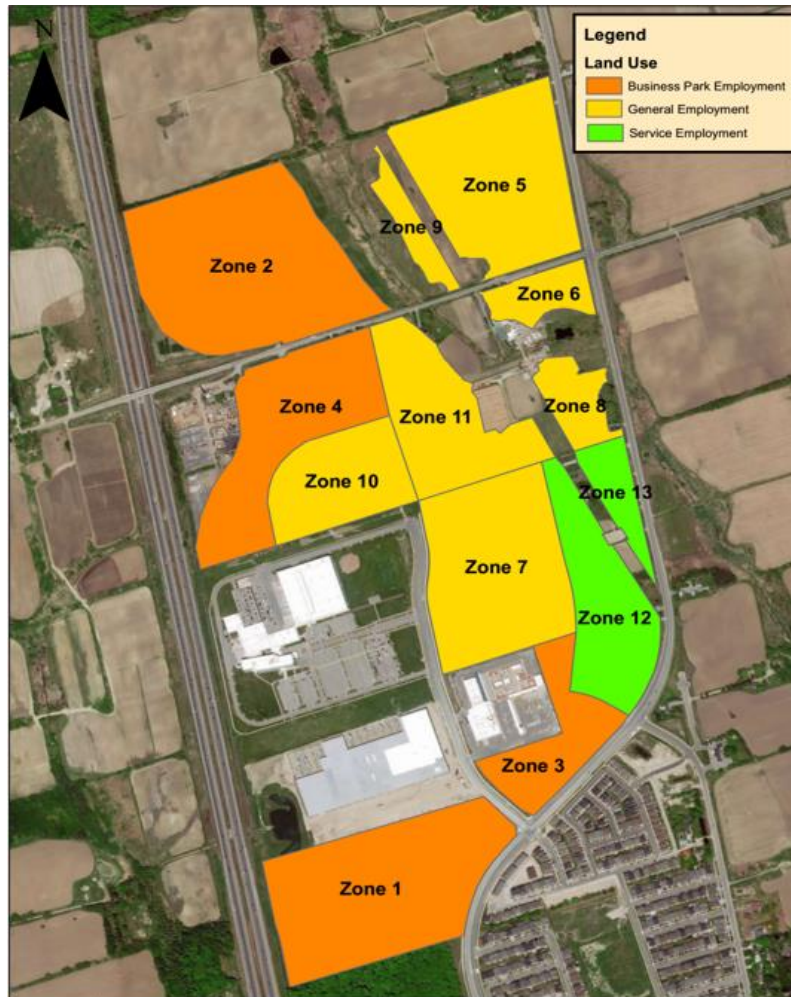 N
Legend
Land Use
Business Park Employment
General Employment
Service Employment
Zone 5
Zone 9
Zone 2
Zone 6
Zone 4
Zone 11
Zone 8
Zone 10
Zone 13
Zone 7
Zone 12
Zone 3
Zone 1